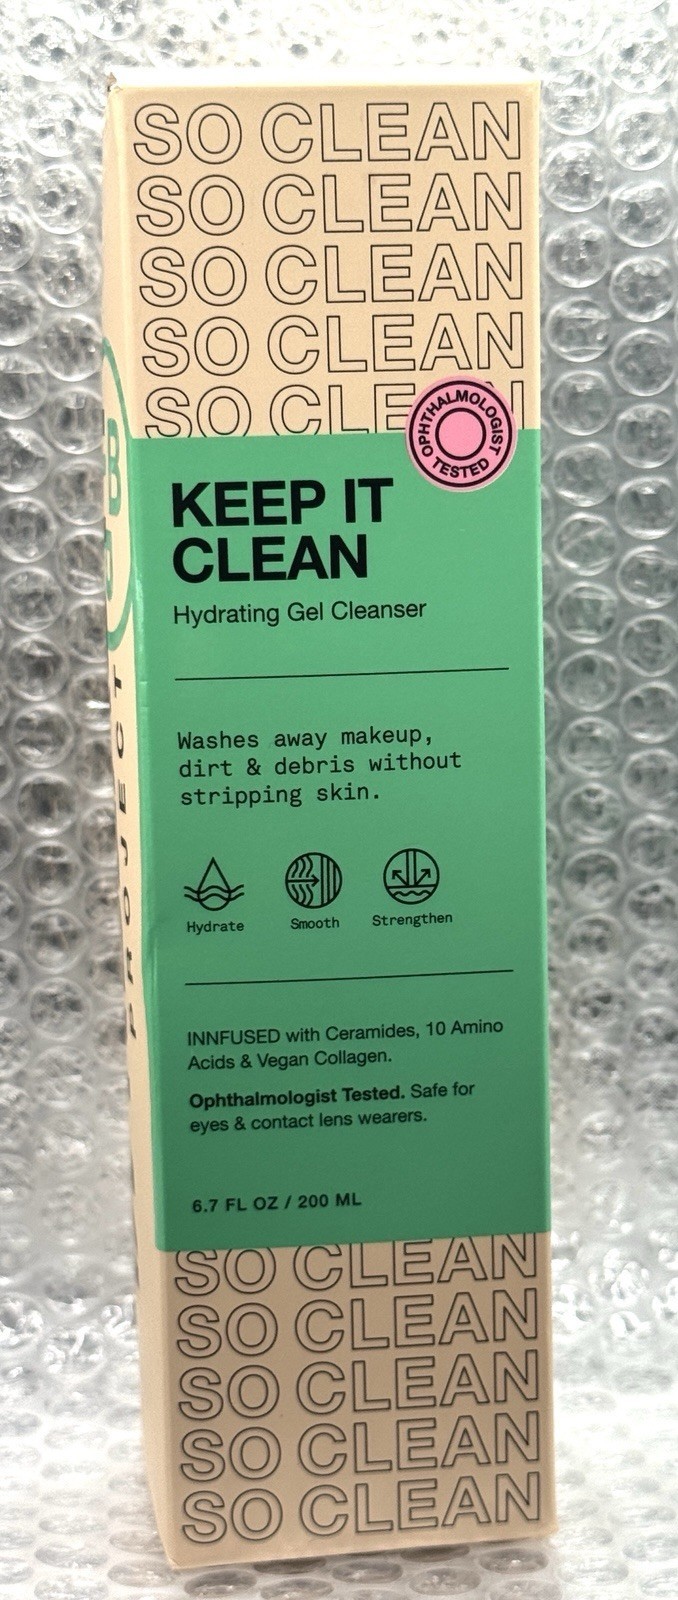 SO CLEAN
SO CLEAN
SO CLEAN
SO CLEAN
SO CLEAN
OPHTHALMOLOGIST TESTED
KEEP IT
CLEAN
Hydrating Gel Cleanser
Washes away makeup,
dirt & debris without
stripping skin.
Hydrate Smooth Strengthen
INNFUSED with Ceramides, 10 Amino
Acids & Vegan Collagen.
Ophthalmologist Tested. Safe for
eyes & contact lens wearers.
6.7 FL OZ / 200 ML
SO CLEAN
SO CLEAN
SO CLEAN
SO CLEAN
SO CLEAN
PROJECT